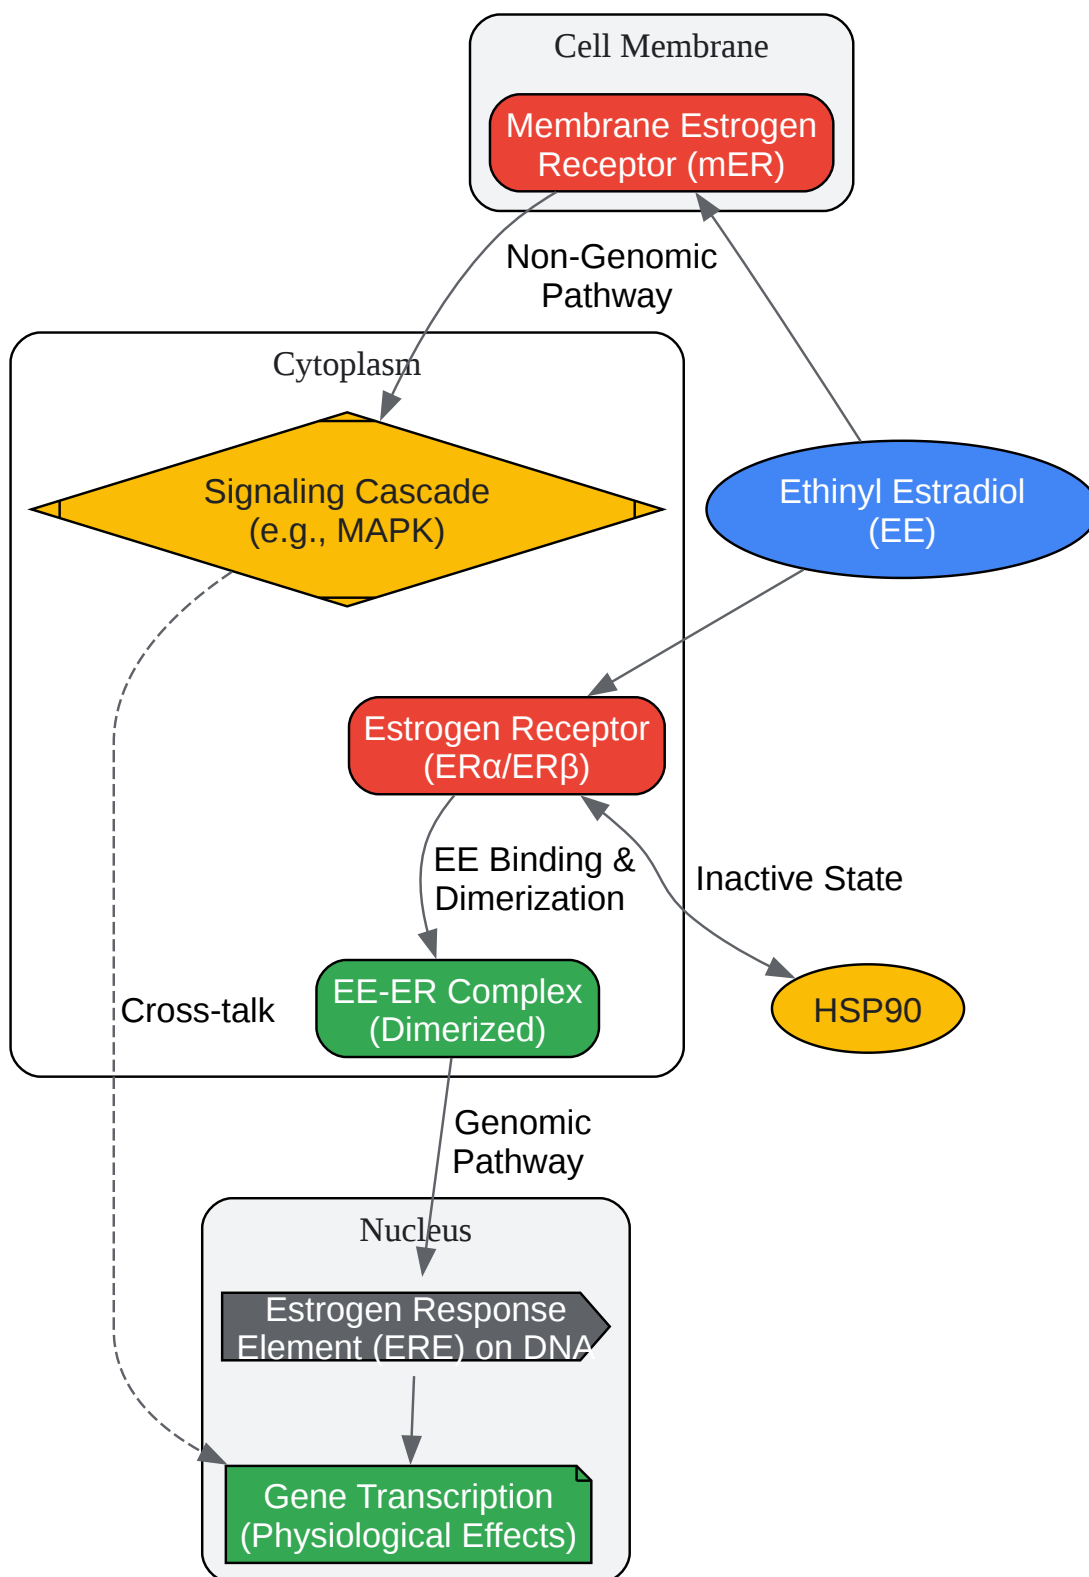 Cell Membrane
Membrane Estrogen
Receptor (mER)
Non-Genomic
Pathway
Cytoplasm
Signaling Cascade
(e.g., MAPK)
Ethinyl Estradiol
(EE)
Estrogen Receptor
(ERα/ERβ)
EE Binding &
Dimerization
Inactive State
EE-ER Complex
(Dimerized)
Cross-talk
HSP90
Genomic
Pathway
Nucleus
Estrogen Response
Element (ERE) on DNA
Gene Transcription
(Physiological Effects)